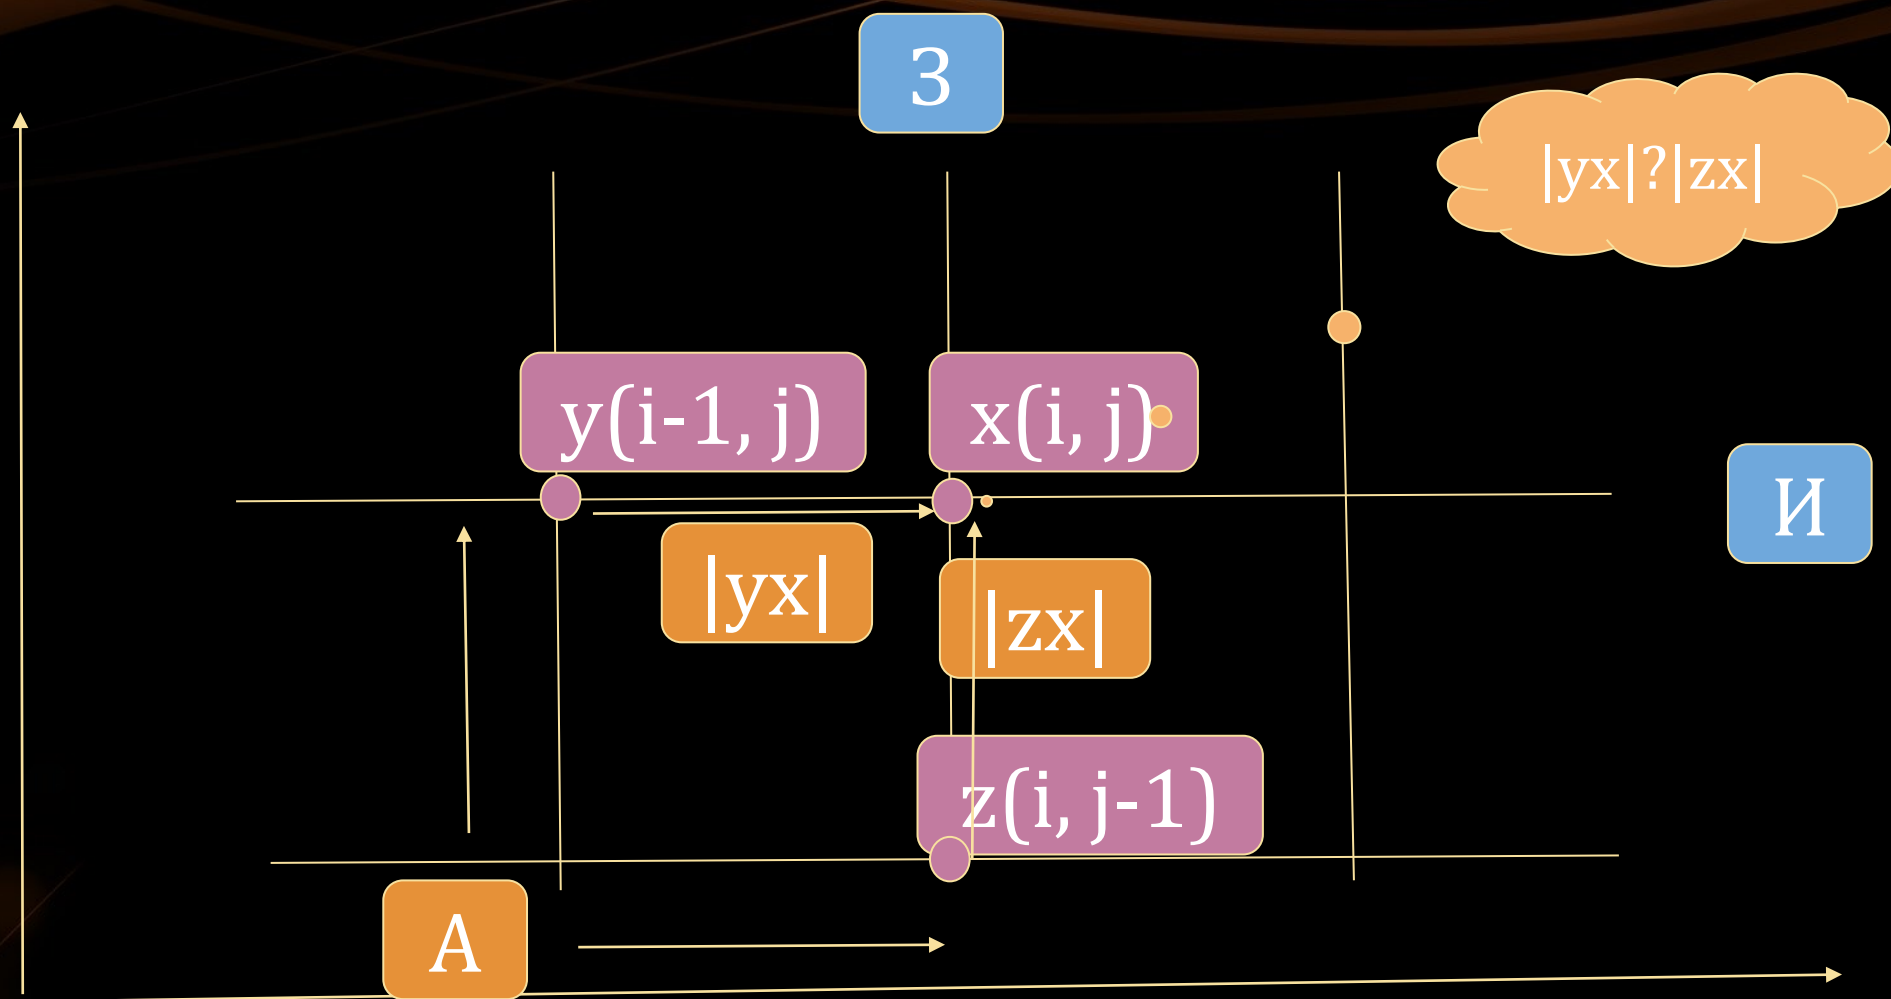 З
|yx|?|zx|
y(i-1, j)
x(i, j)
И
|yx|
|zx|
z(i, j-1)
А